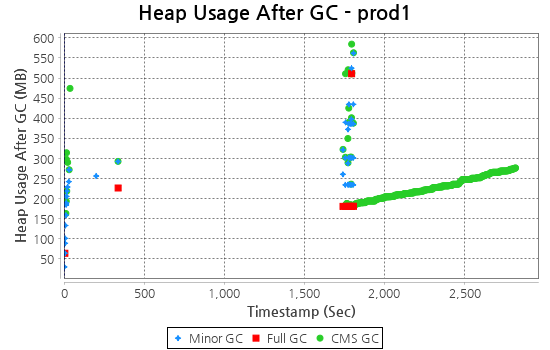 Heap Usage After GC - prod1
Heap Usage After GC (MB)
600
550
500
450
400
350
300
250
200
150
100
50
0 500 1,000 1,500 2,000 2,500
Timestamp (Sec)
Minor GC Full GC CMS GC